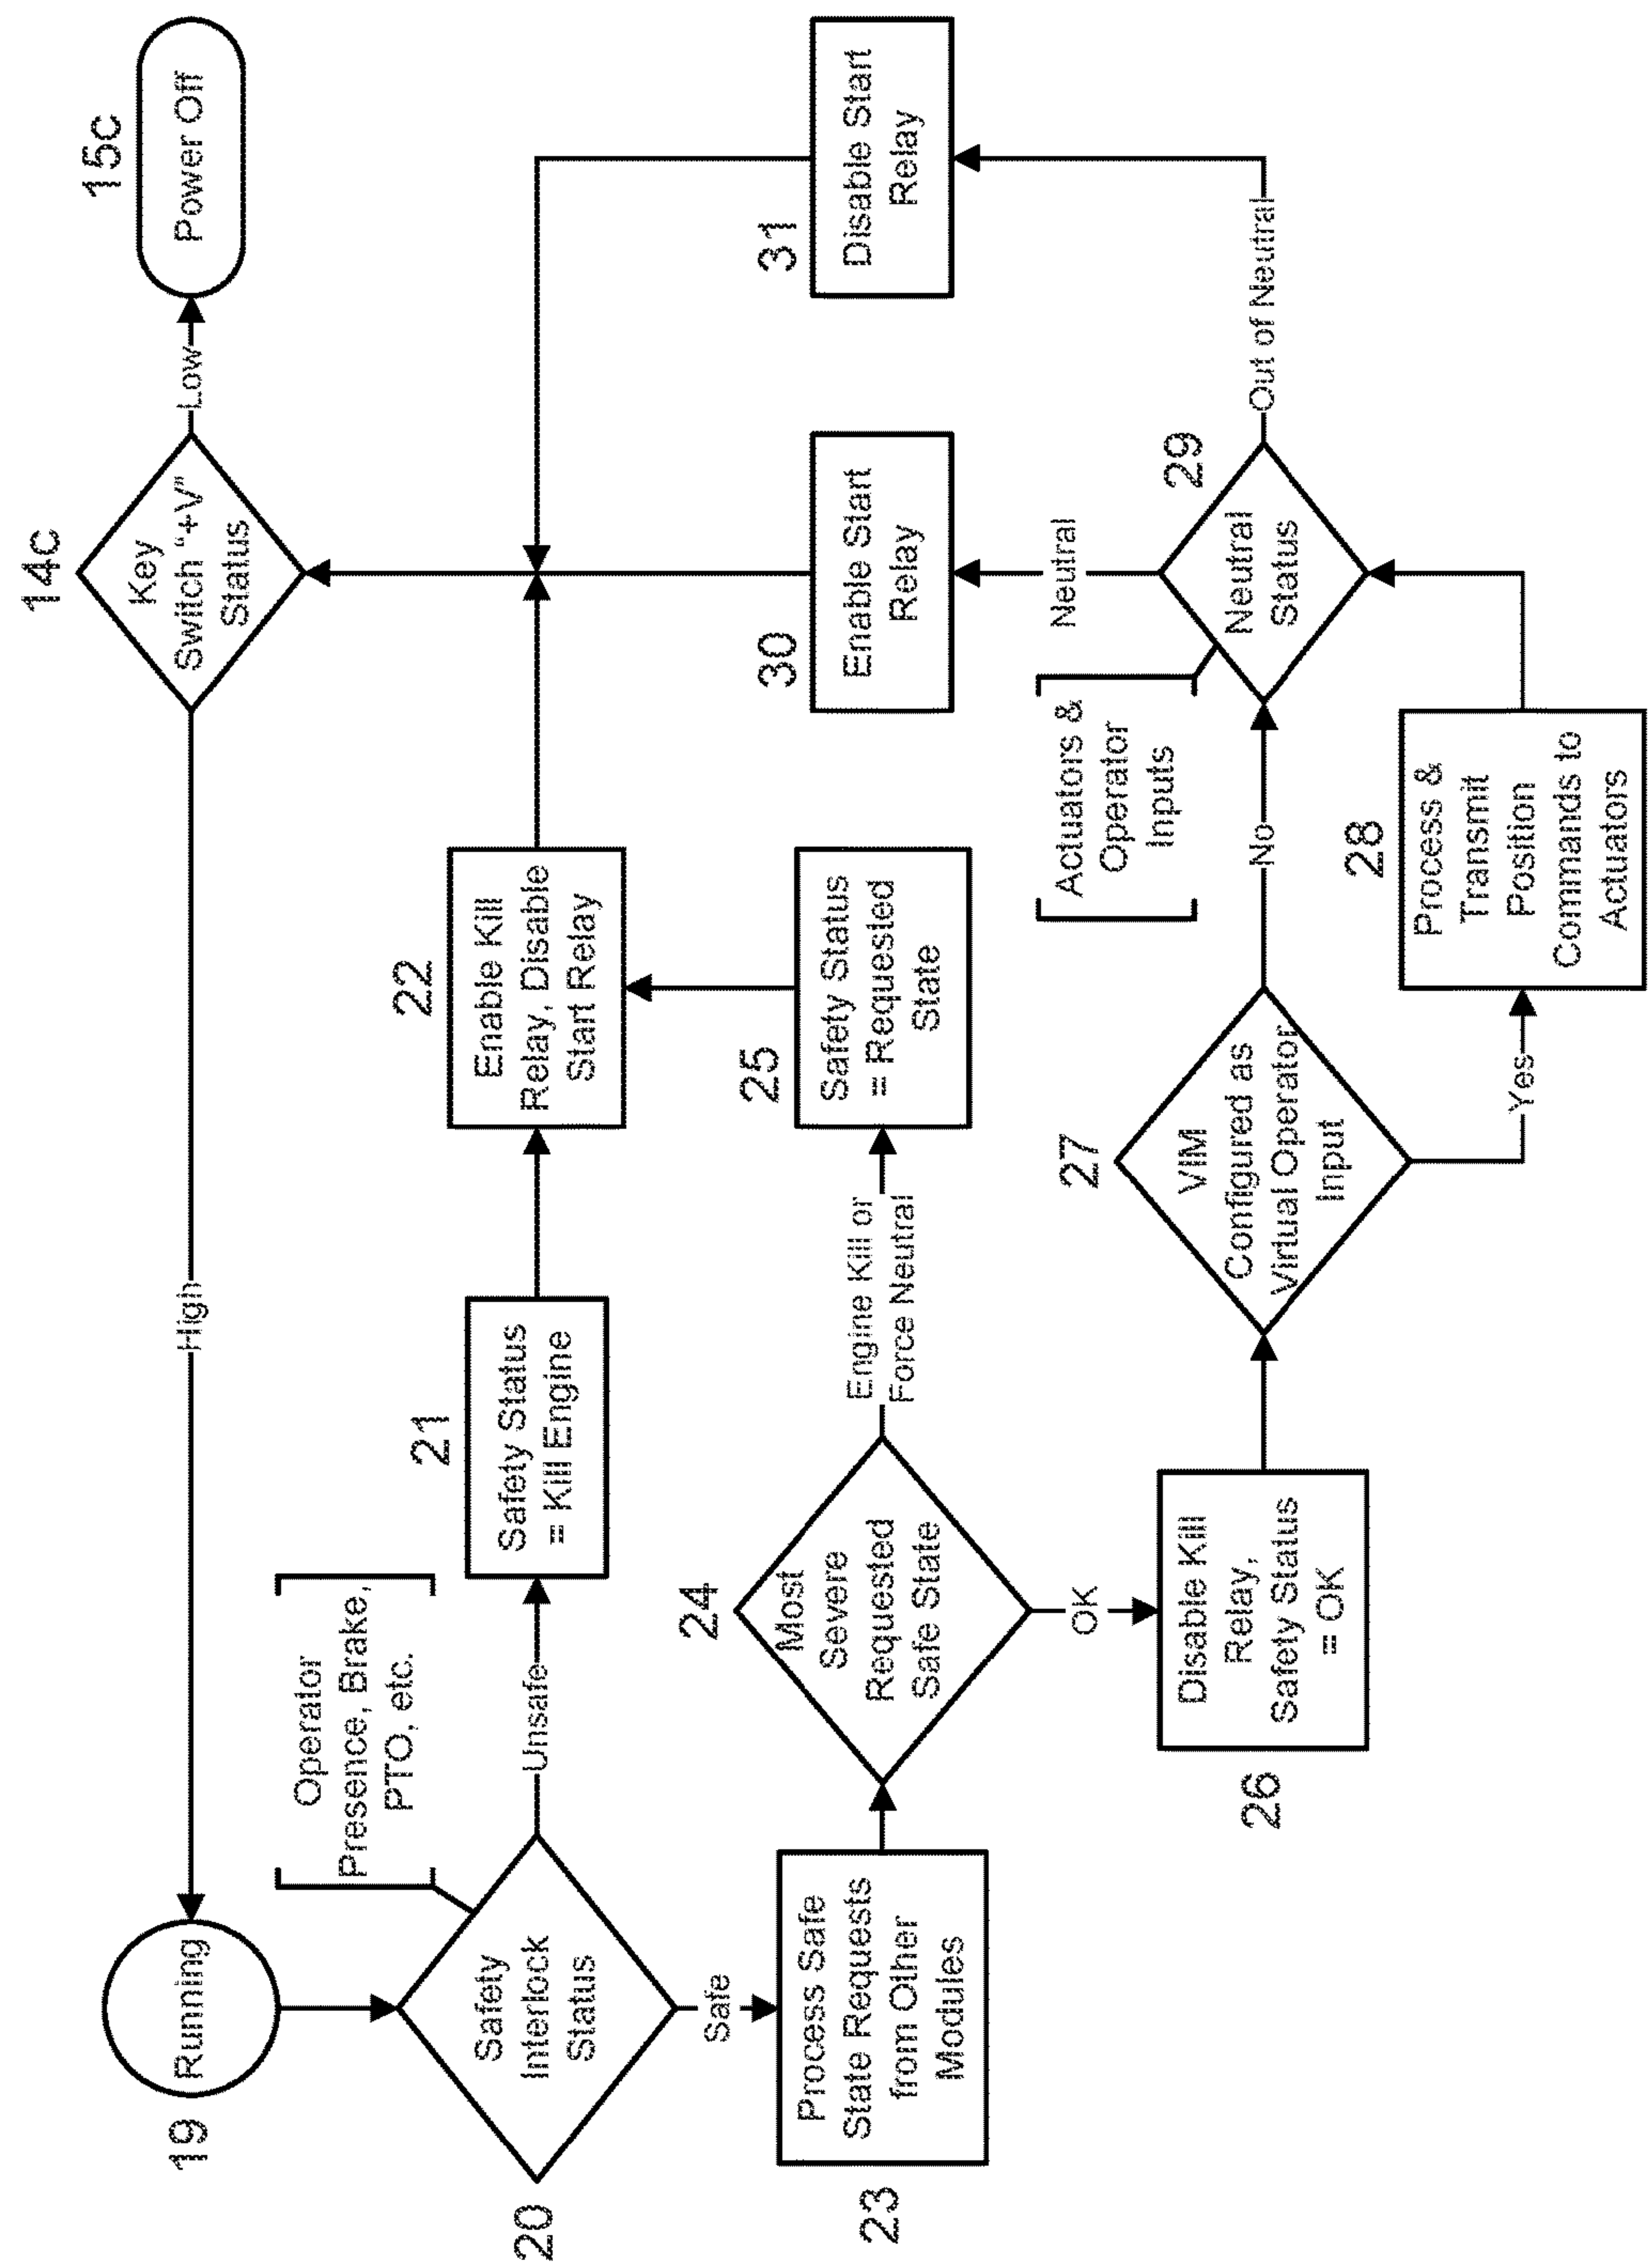 19
Running
High
14c
Key
Switch "+V"
Status
Low
15c
Power Off
Operator
Presence, Brake,
PTO, etc.
20
Safety
Interlock
Status
Unsafe
21
Safety Status
= Kill Engine
22
Enable Kill
Relay, Disable
Start Relay
Safe
23
Process Safe
State Requests
from Other
Modules
24
Most
Severe
Requested
Safe State
Engine Kill or
Force Neutral
25
Safety Status
= Requested
State
30
Enable Start
Relay
31
Disable Start
Relay
OK
26
Disable Kill
Relay,
Safety Status
= OK
27
VIM
Configured as
Virtual Operator
Input
No
Yes
Actuators &
Operator
Inputs
Neutral
29
Neutral
Status
Out of Neutral
28
Process &
Transmit
Position
Commands to
Actuators